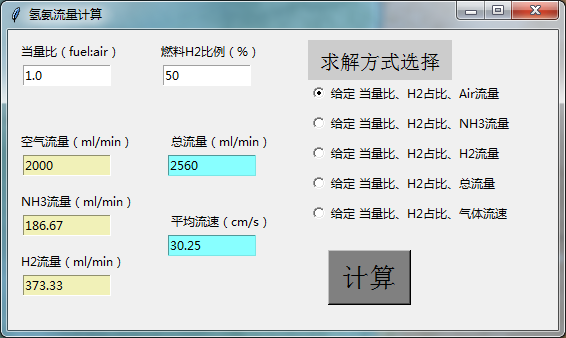 氢氨流量计算
当量比（fuel:air）
燃料H2比例（%）
1.0
50
空气流量（ml/min）
总流量（ml/min）
2000
2560
NH3流量（ml/min）
186.67
平均流速（cm/s）
30.25
H2流量（ml/min）
373.33
求解方式选择
给定 当量比、H2占比、Air流量
给定 当量比、H2占比、NH3流量
给定 当量比、H2占比、H2流量
给定 当量比、H2占比、总流量
给定 当量比、H2占比、气体流速
计算